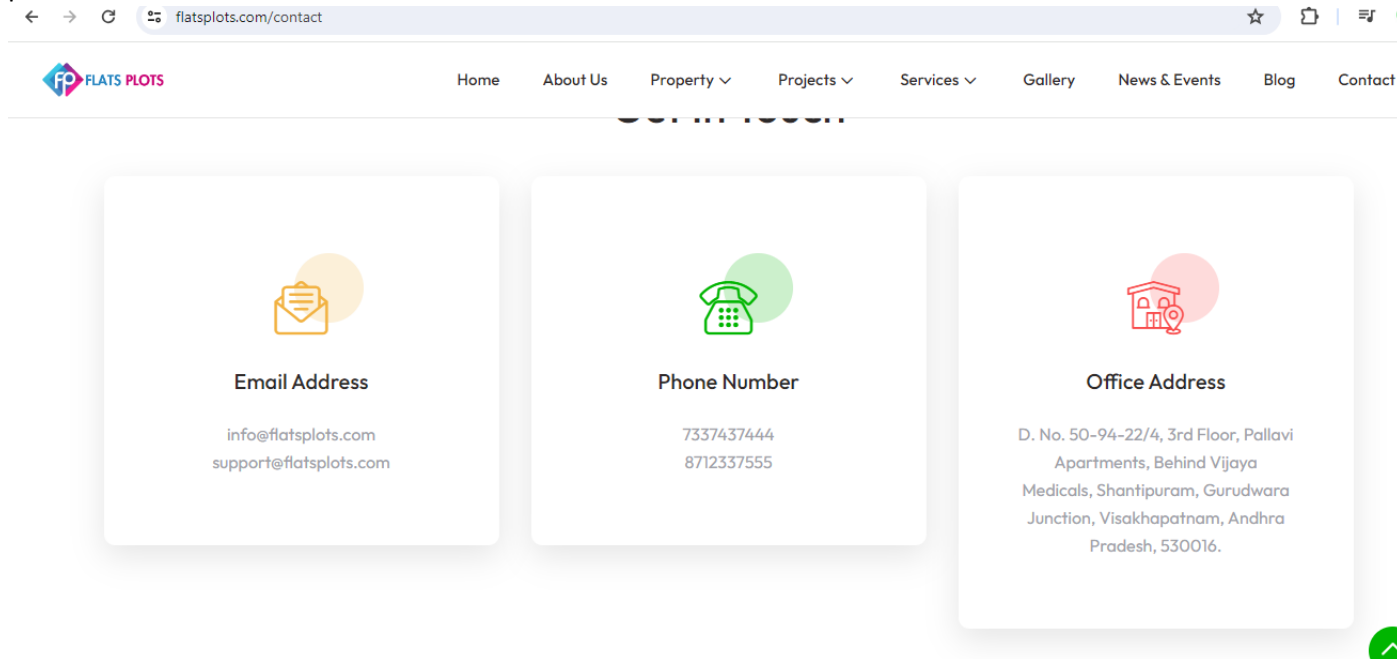 flatsplots.com/contact
FLATS PLOTS
Home About Us Property Projects Services Gallery News & Events Blog Contact
Email Address
info@flatsplots.com
support@flatsplots.com
Phone Number
7337437444
8712337555
Office Address
D. No. 50-94-22/4, 3rd Floor, Pallavi
Apartments, Behind Vijaya
Medicals, Shantipuram, Gurudwara
Junction, Visakhapatnam, Andhra
Pradesh, 530016.